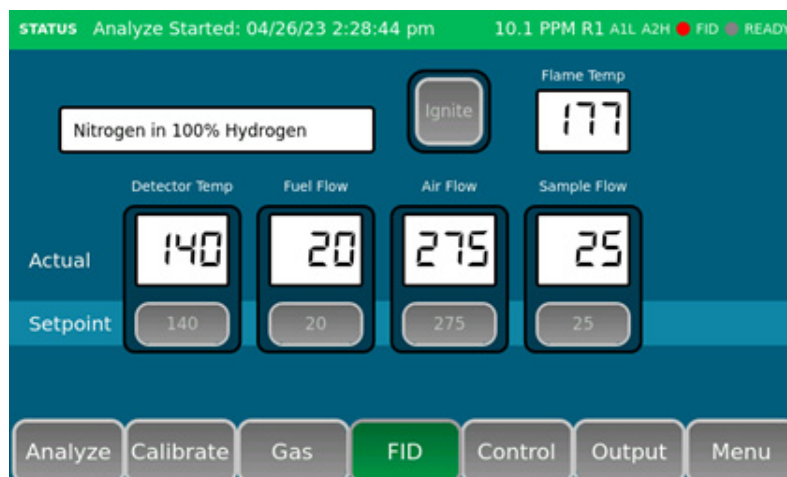 STATUS Analyze Started: 04/26/23 2:28:44 pm 10.1 PPM R1 A1L A2H FID READY
Flame Temp
Ignite
177
Nitrogen in 100% Hydrogen
Detector Temp Fuel Flow Air Flow Sample Flow
Actual 140 20 275 25
Setpoint 140 20 275 25
Analyze Calibrate Gas FID Control Output Menu